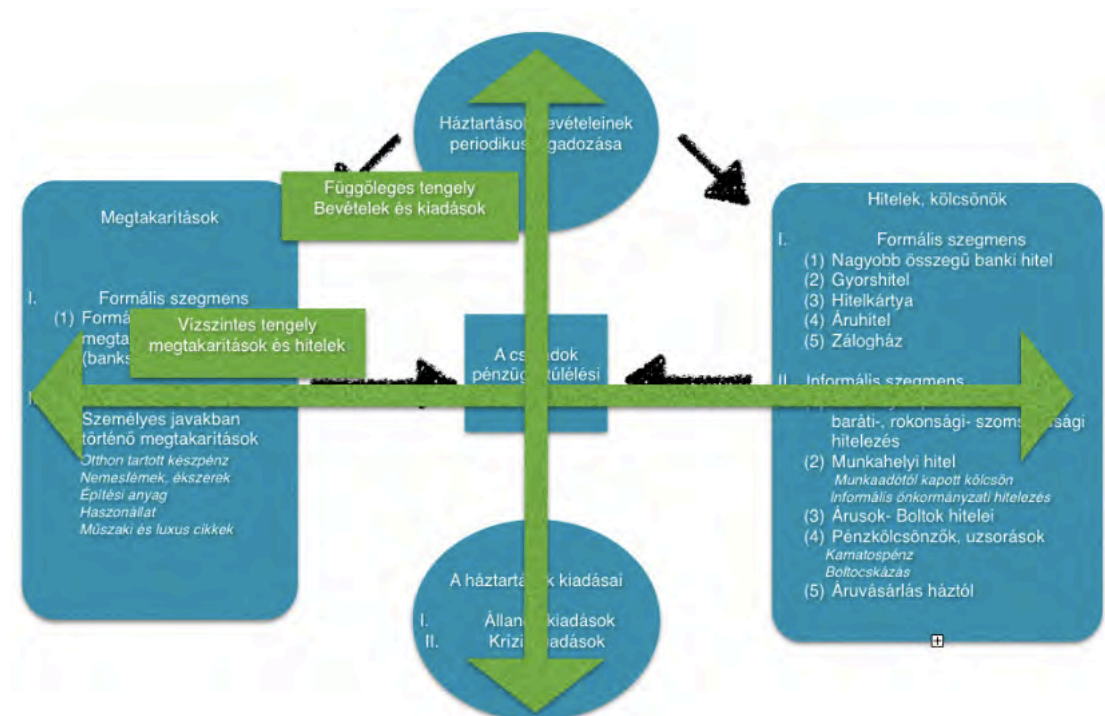 Háztartások bevételeinek
periodikus ingadozása
Függőleges tengely
Bevételek és kiadások
Megtakarítások
I. Formális szegmens
(1)
Vízszintes tengely
megtakarítások és hitelek
Személyes javakban
történő megtakarítások
Otthon tartott készpénz
Nemesfémek, ékszerek
Építési anyag
Haszonállat
Műszaki és luxus cikkek
A családok
pénzügyi túlélési
Hitelek, kölcsönök
I. Formális szegmens
(1) Nagyobb összegű banki hitel
(2) Gyorshitel
(3) Hitelkártya
(4) Áruhitel
(5) Zálogház
II. Informális szegmens
baráti-, rokonsági- szomszédsági
hitelezés
(2) Munkahelyi hitel
Munkaadótól kapott kölcsön
Informális önkormányzati hitelezés
(3) Árusok- Boltok hitelei
(4) Pénzkölcsönzők, uzsorások
Kamatospénz
Boltocskázás
(5) Áruvásárlás háztól
A háztartások kiadásai
I. Állandó kiadások
II. Krízis kiadások